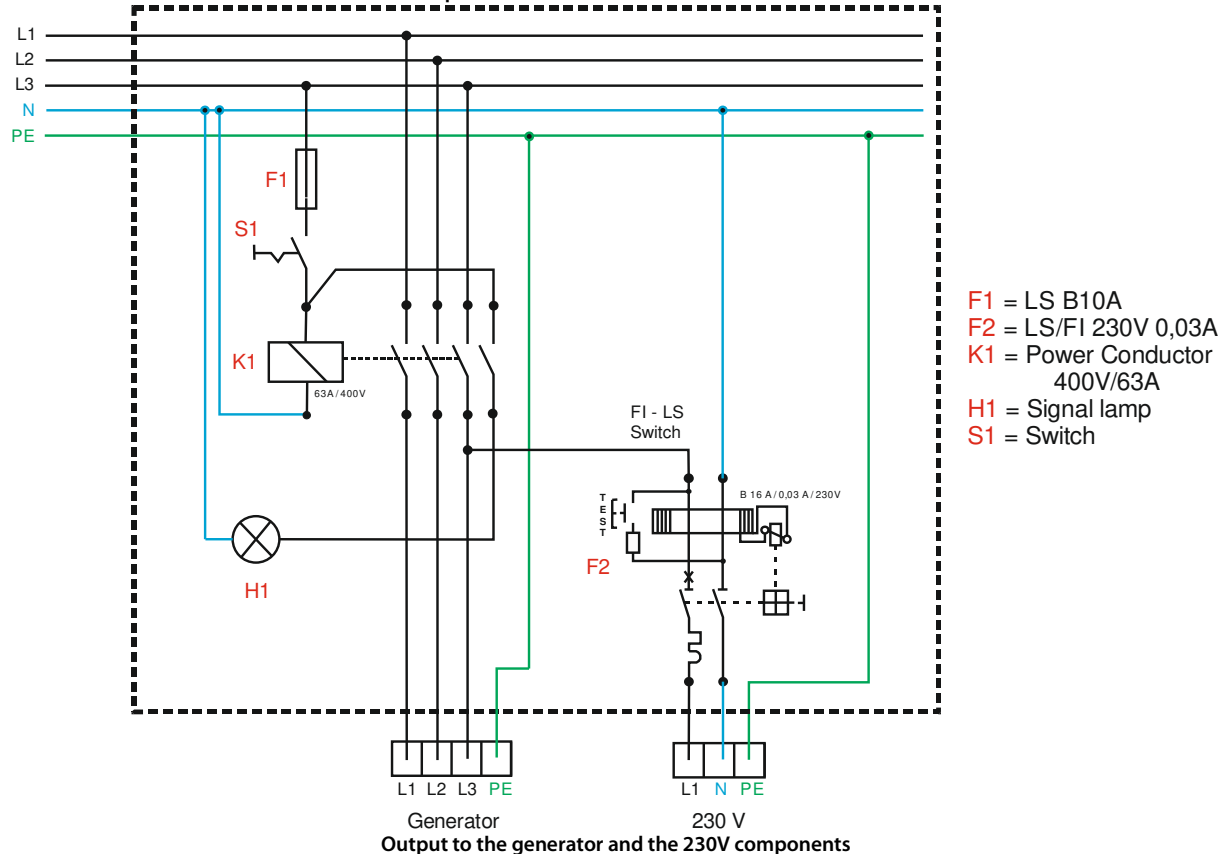 L1
L2
L3
N
PE
F1
S1
K1
63A/400V
H1
FI - LS
Switch
TEST
B 16 A/0,03 A/230V
F2
F1 = LS B10A
F2 = LS/FI 230V 0,03A
K1 = Power Conductor
400V/63A
H1 = Signal lamp
S1 = Switch
L1 L2 L3 PE
L1 N PE
Generator
230 V
Output to the generator and the 230V components